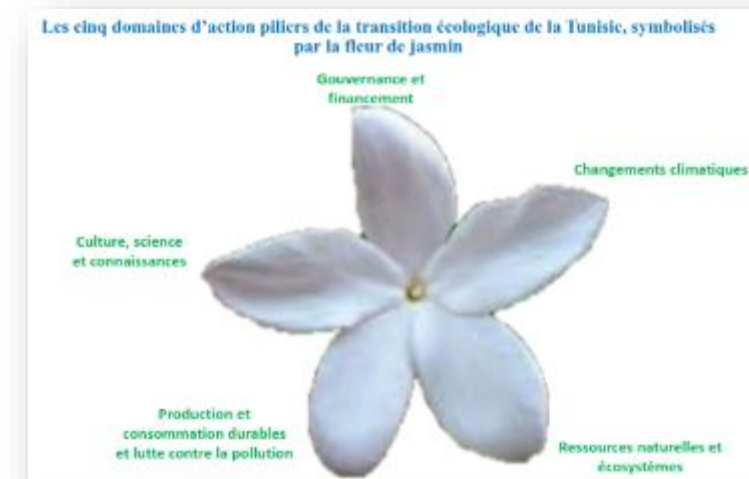 Les cinq domaines d'action piliers de la transition écologique de la Tunisie, symbolisés
par la fleur de jasmin
Gouvernance et
financement
Changements climatiques
Culture, science
et connaissances
Production et
consommation durables
et lutte contre la pollution
Ressources naturelles et
écosystèmes